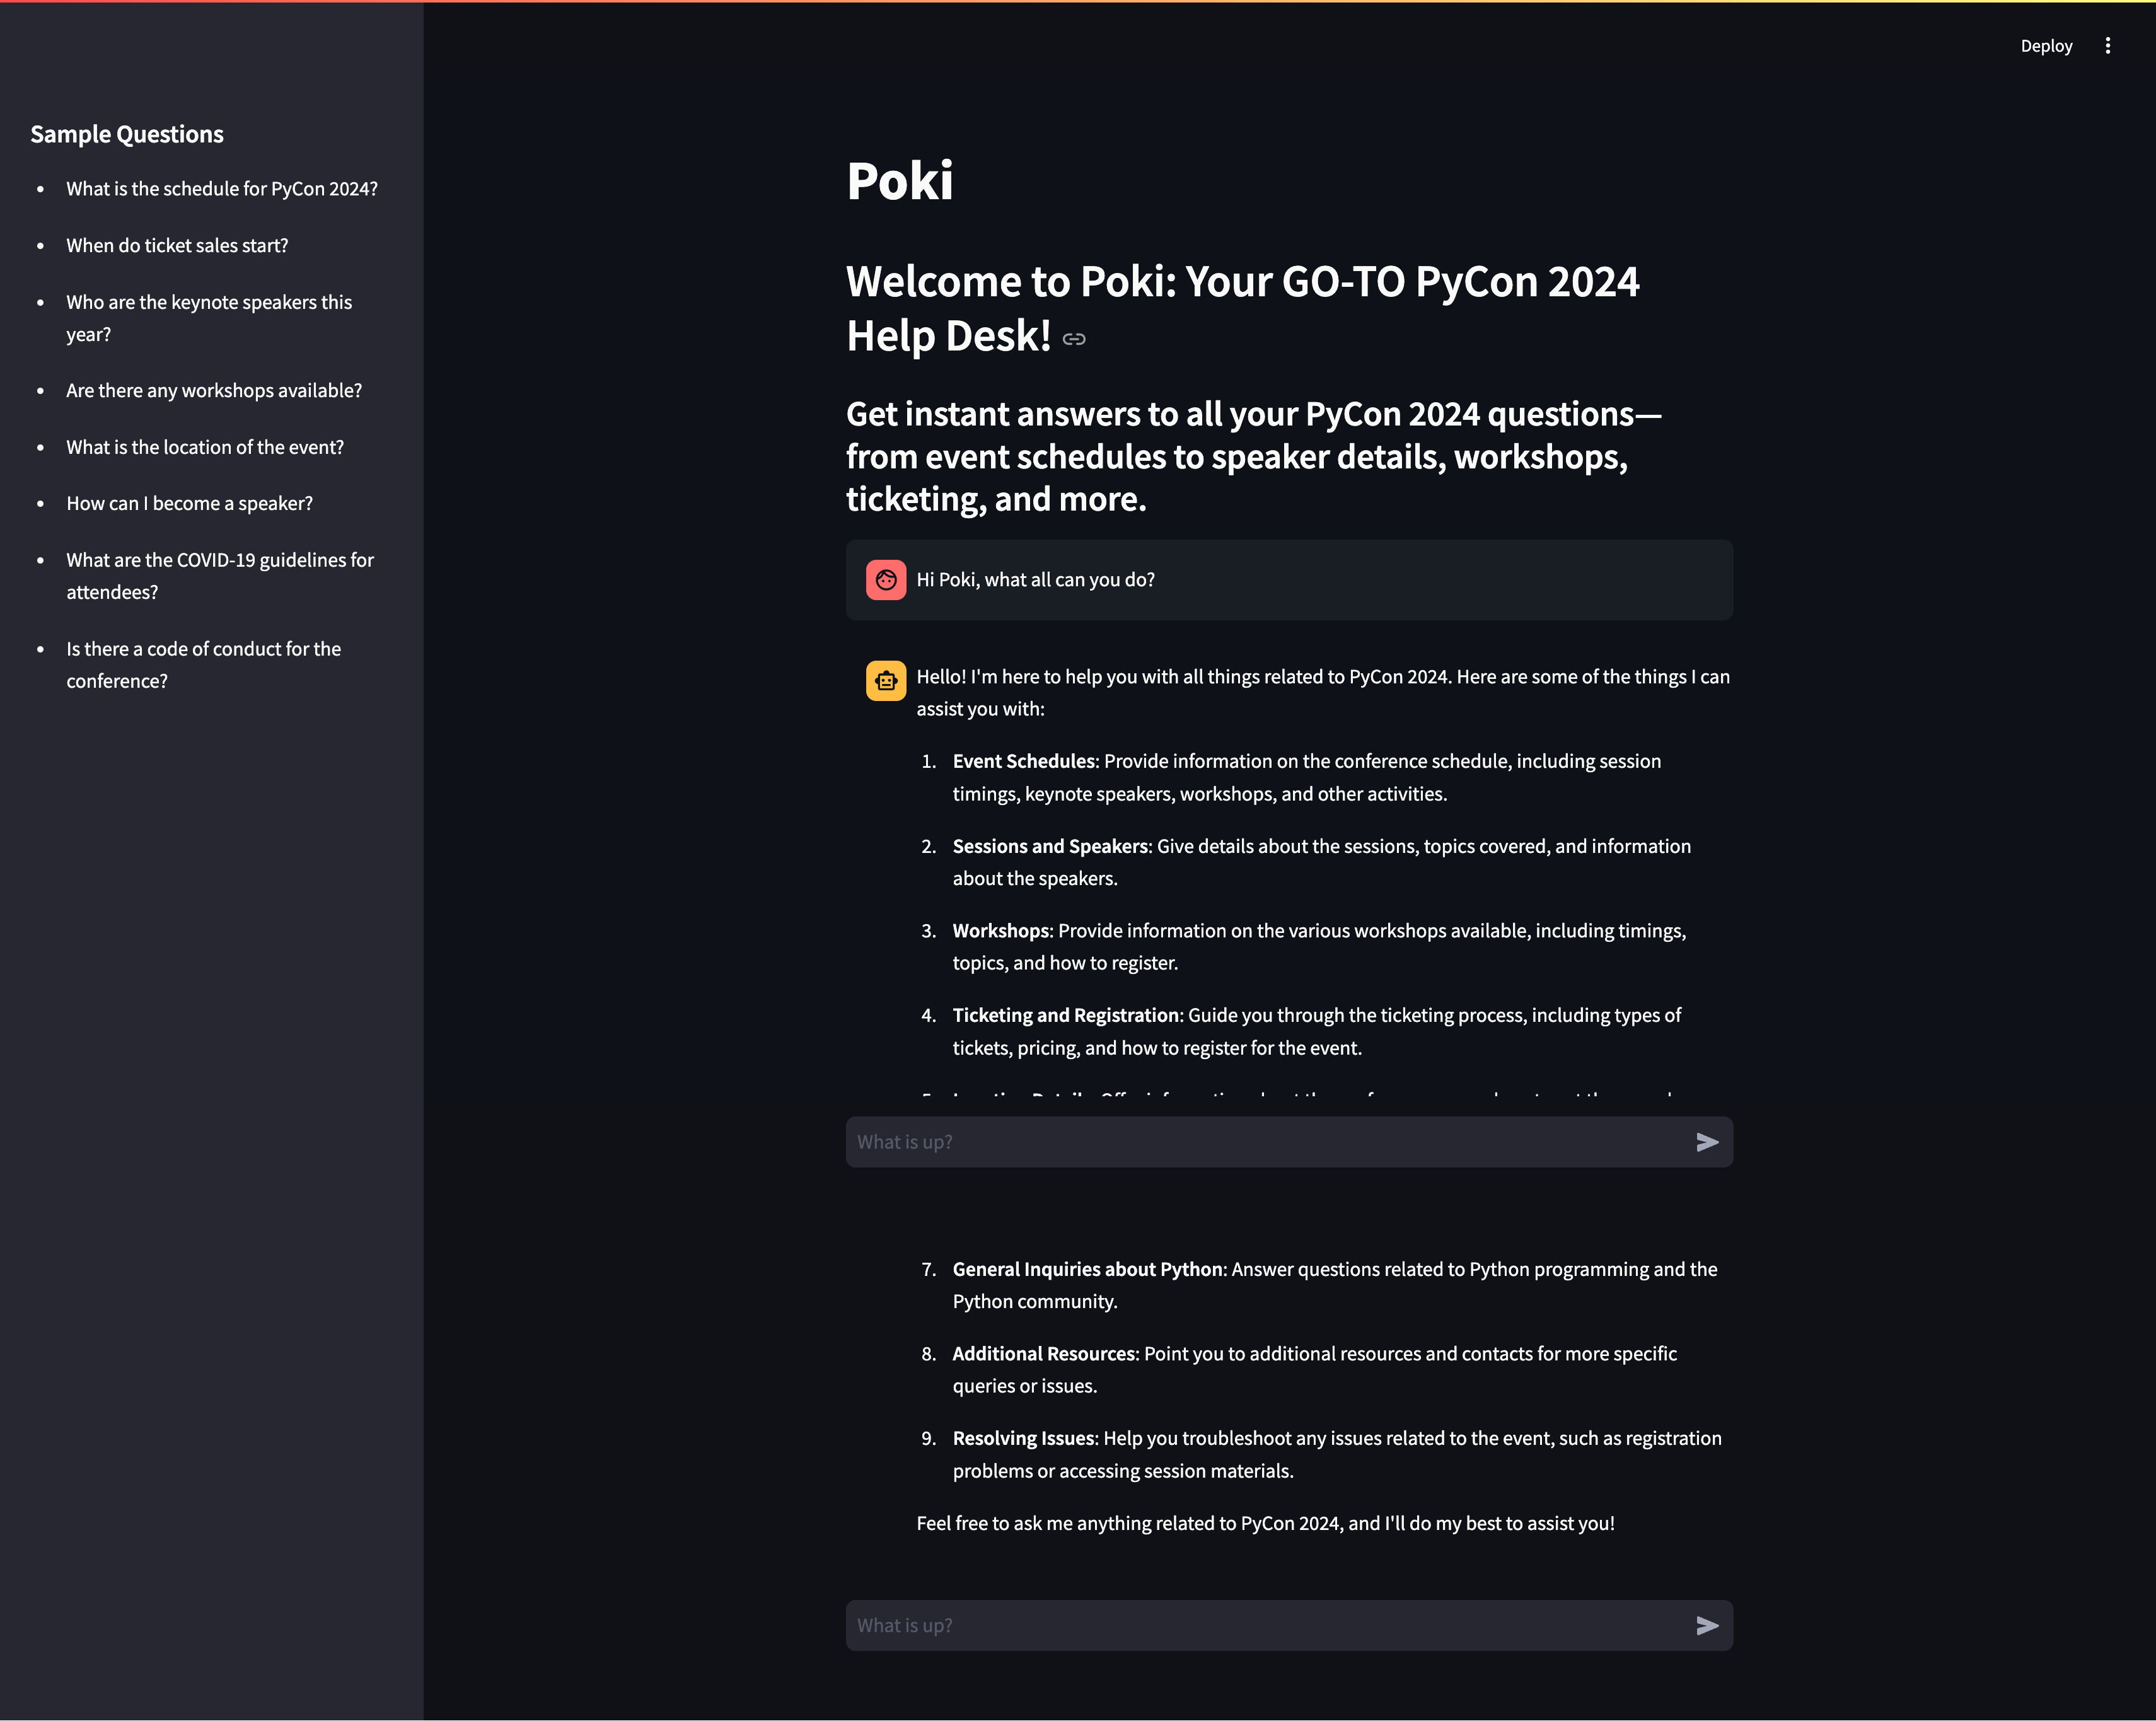 Deploy
Sample Questions
• What is the schedule for PyCon 2024?
• When do ticket sales start?
• Who are the keynote speakers this
year?
• Are there any workshops available?
• What is the location of the event?
• How can I become a speaker?
• What are the COVID-19 guidelines for
attendees?
• Is there a code of conduct for the
conference?
Poki
Welcome to Poki: Your GO-TO PyCon 2024
Help Desk!
Get instant answers to all your PyCon 2024 questions—
from event schedules to speaker details, workshops,
ticketing, and more.
Hi Poki, what all can you do?
Hello! I'm here to help you with all things related to PyCon 2024. Here are some of the things I can
assist you with:
1. Event Schedules: Provide information on the conference schedule, including session
timings, keynote speakers, workshops, and other activities.
2. Sessions and Speakers: Give details about the sessions, topics covered, and information
about the speakers.
3. Workshops: Provide information on the various workshops available, including timings,
topics, and how to register.
4. Ticketing and Registration: Guide you through the ticketing process, including types of
tickets, pricing, and how to register for the event.
What is up?
7. General Inquiries about Python: Answer questions related to Python programming and the
Python community.
8. Additional Resources: Point you to additional resources and contacts for more specific
queries or issues.
9. Resolving Issues: Help you troubleshoot any issues related to the event, such as registration
problems or accessing session materials.
Feel free to ask me anything related to PyCon 2024, and I'll do my best to assist you!
What is up?